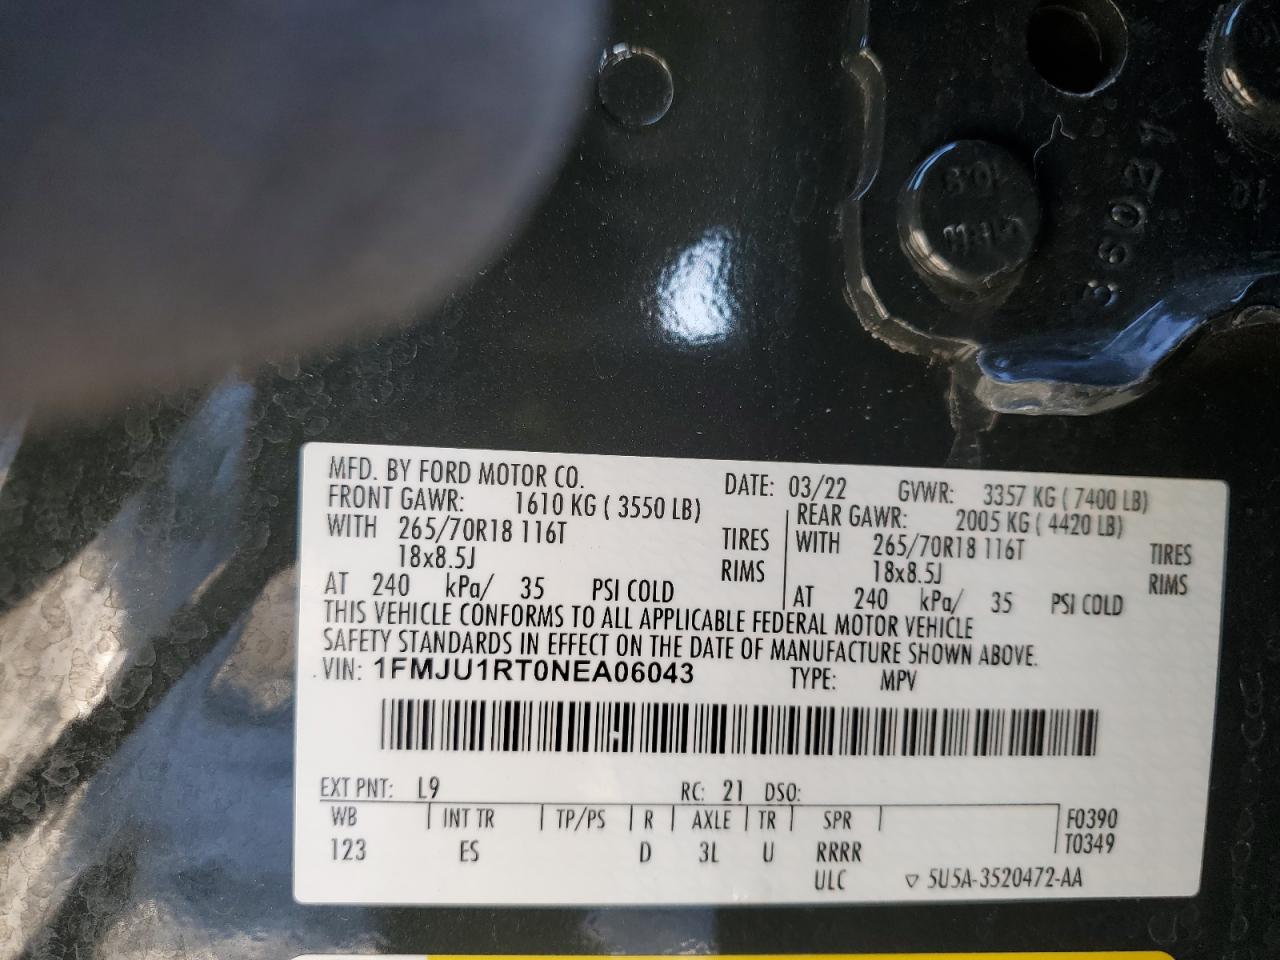 36021
MFD. BY FORD MOTOR CO. DATE: 03/22 GVWR: 3357 KG ( 7400 LB)
FRONT GAWR: 1610 KG ( 3550 LB) REAR GAWR: 2005 KG ( 4420 LB)
WITH 265/70R18 116T TIRES WITH 265/70R18 116T TIRES
18x8.5J RIMS 18x8.5J RIMS
AT 240 kPa/ 35 PSI COLD AT 240 kPa/ 35 PSI COLD
THIS VEHICLE CONFORMS TO ALL APPLICABLE FEDERAL MOTOR VEHICLE
SAFETY STANDARDS IN EFFECT ON THE DATE OF MANUFACTURE SHOWN ABOVE.
VIN: 1FMJU1RT0NEA06043 TYPE: MPV
EXT PNT: L9 RC: 21 DSO:
WB INT TR TP/PS R AXLE TR SPR F0390
123 ES D 3L U RRRR T0349
ULC ▽ 5U5A-3520472-AA